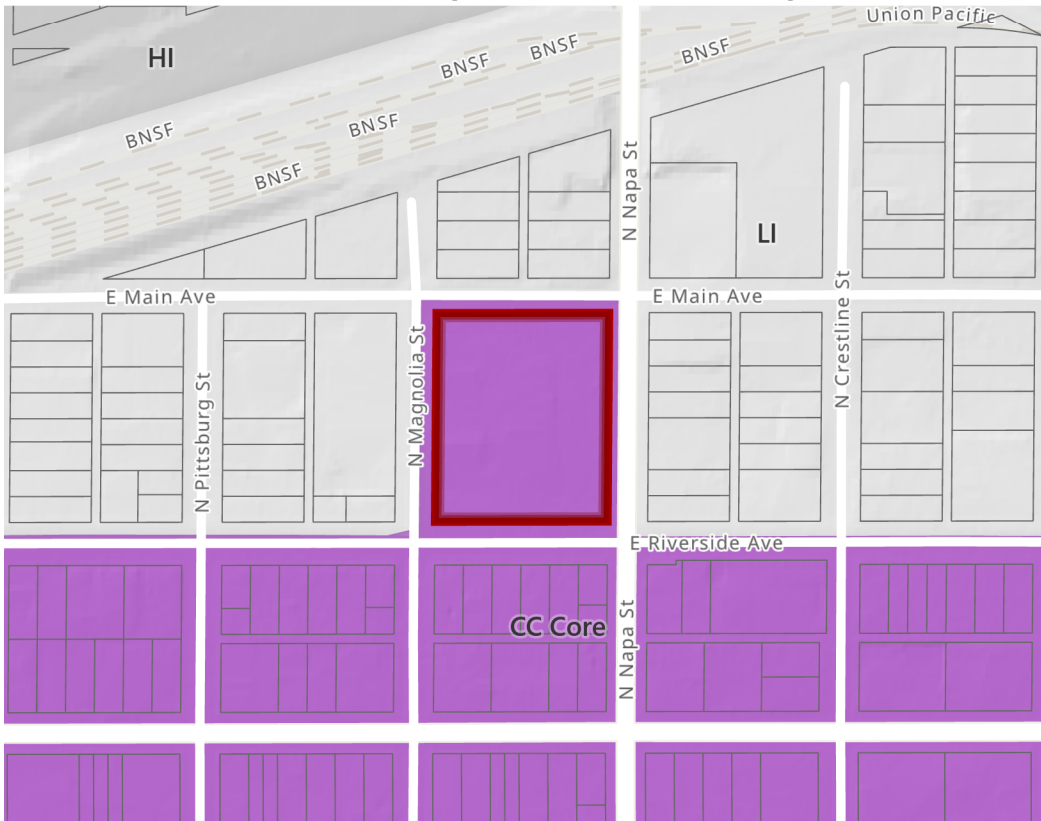 Union Pacific
HI
BNSF
BNSF
BNSF
BNSF
BNSF
BNSF
N Napa St
LI
E Main Ave
E Main Ave
N Crestline St
N Magnolia St
N Pittsburg St
E Riverside Ave
CC Core
N Napa St